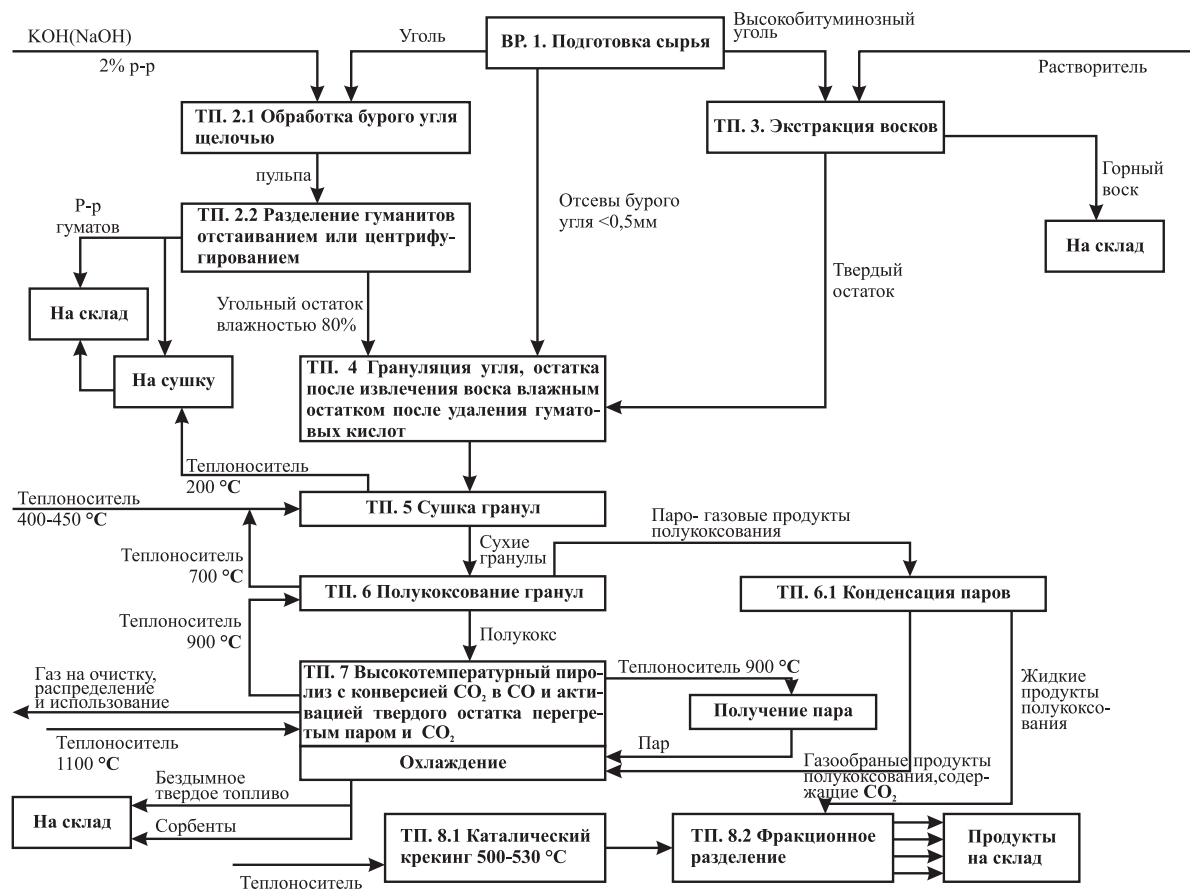 KOH(NaOH)
2% р-р
Уголь
ВР. 1. Подготовка сырья
Высокобитуминозный
уголь
Растворитель
ТП. 2.1 Обработка бурого угля
щелочью
ТП. 3. Экстракция восков
пульпа
Горный
воск
Р-р
гуматов
ТП. 2.2 Разделение гуманитов
отстаиванием или центрифу-
гированием
Отсевы бурого
угля <0,5мм
На склад
Твердый
остаток
На склад
Угольный остаток
влажностью 80%
На сушку
ТП. 4 Грануляция угля, остатка
после извлечения воска влажным
остатком после удаления гумато-
вых кислот
Теплоноситель
200 °C
Теплоноситель
400-450 °C
ТП. 5 Сушка гранул
Паро- газовые продукты
полукоксования
Сухие
гранулы
Теплоноситель
700 °C
ТП. 6 Полукоксование гранул
ТП. 6.1 Конденсация паров
Теплоноситель
900 °C
Полукокс
Газ на очистку,
распределение
и использование
ТП. 7 Высокотемпературный пиро-
лиз с конверсией CO₂ в CO и акти-
вацией твердого остатка перегре-
тым паром и CO₂
Теплоноситель 900 °C
Получение пара
Жидкие
продукты
полукоксо-
вания
Теплоноситель
1100 °C
Пар
Охлаждение
Газообраные продукты
полукоксования,содер-
жащие CO₂
Бездымное
твердое топливо
На склад
Сорбенты
ТП. 8.1 Каталический
крекинг 500-530 °C
ТП. 8.2 Фракционное
разделение
Продукты
на склад
Теплоноситель